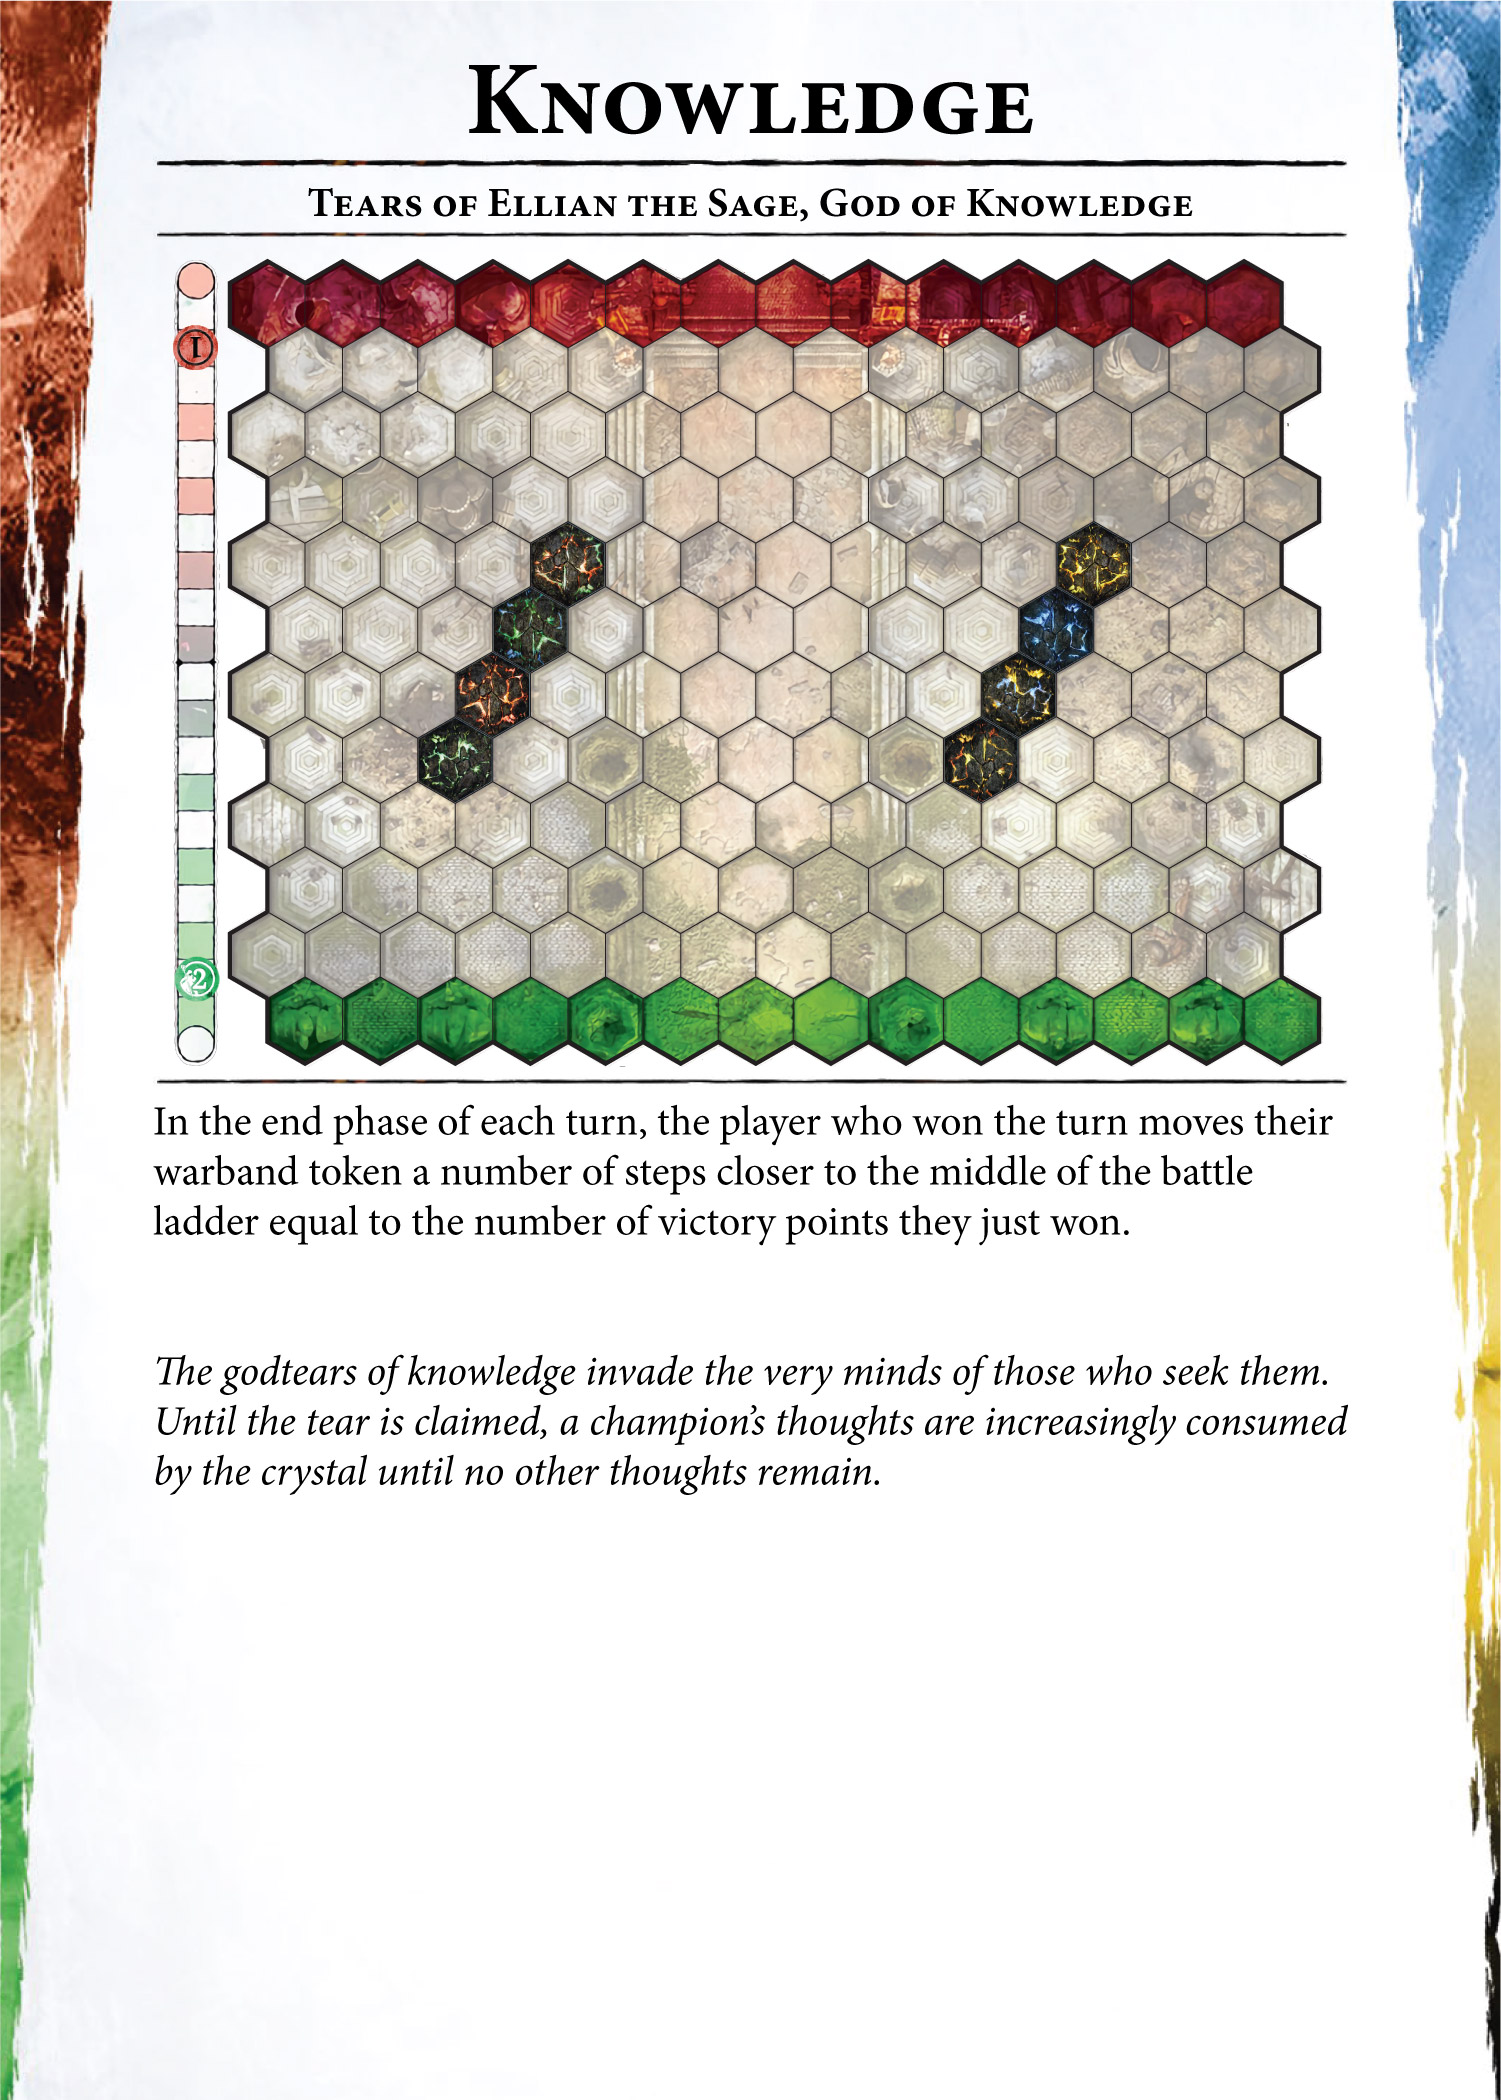 Knowledge
Tears of Ellian the Sage, God of Knowledge
1
2
In the end phase of each turn, the player who won the turn moves their
warband token a number of steps closer to the middle of the battle
ladder equal to the number of victory points they just won.
The godtears of knowledge invade the very minds of those who seek them.
Until the tear is claimed, a champion’s thoughts are increasingly consumed
by the crystal until no other thoughts remain.